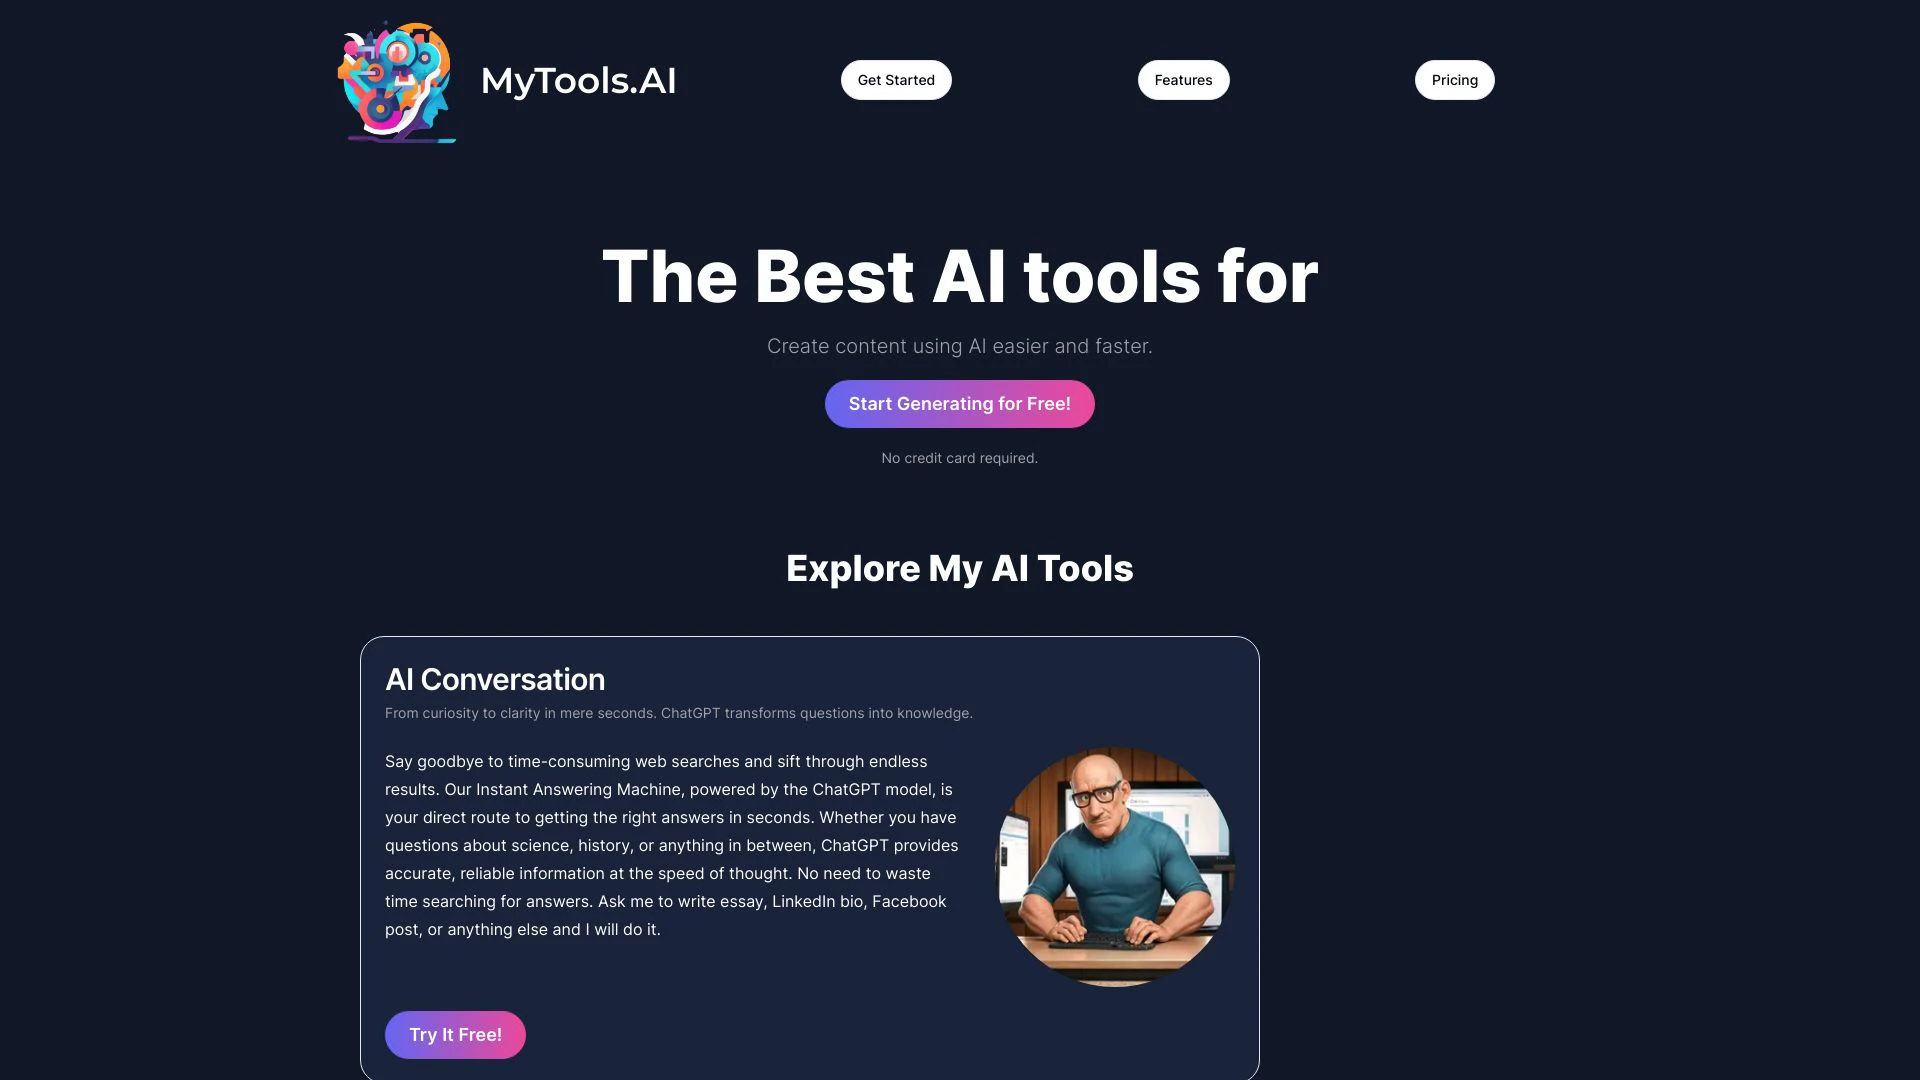 MyTools.AI
Get Started
Features
Pricing
The Best AI tools for
Create content using AI easier and faster.
Start Generating for Free!
No credit card required.
Explore My AI Tools
AI Conversation
From curiosity to clarity in mere seconds. ChatGPT transforms questions into knowledge.
Say goodbye to time-consuming web searches and sift through endless
results. Our Instant Answering Machine, powered by the ChatGPT model, is
your direct route to getting the right answers in seconds. Whether you have
questions about science, history, or anything in between, ChatGPT provides
accurate, reliable information at the speed of thought. No need to waste
time searching for answers. Ask me to write essay, LinkedIn bio, Facebook
post, or anything else and I will do it.
Try It Free!